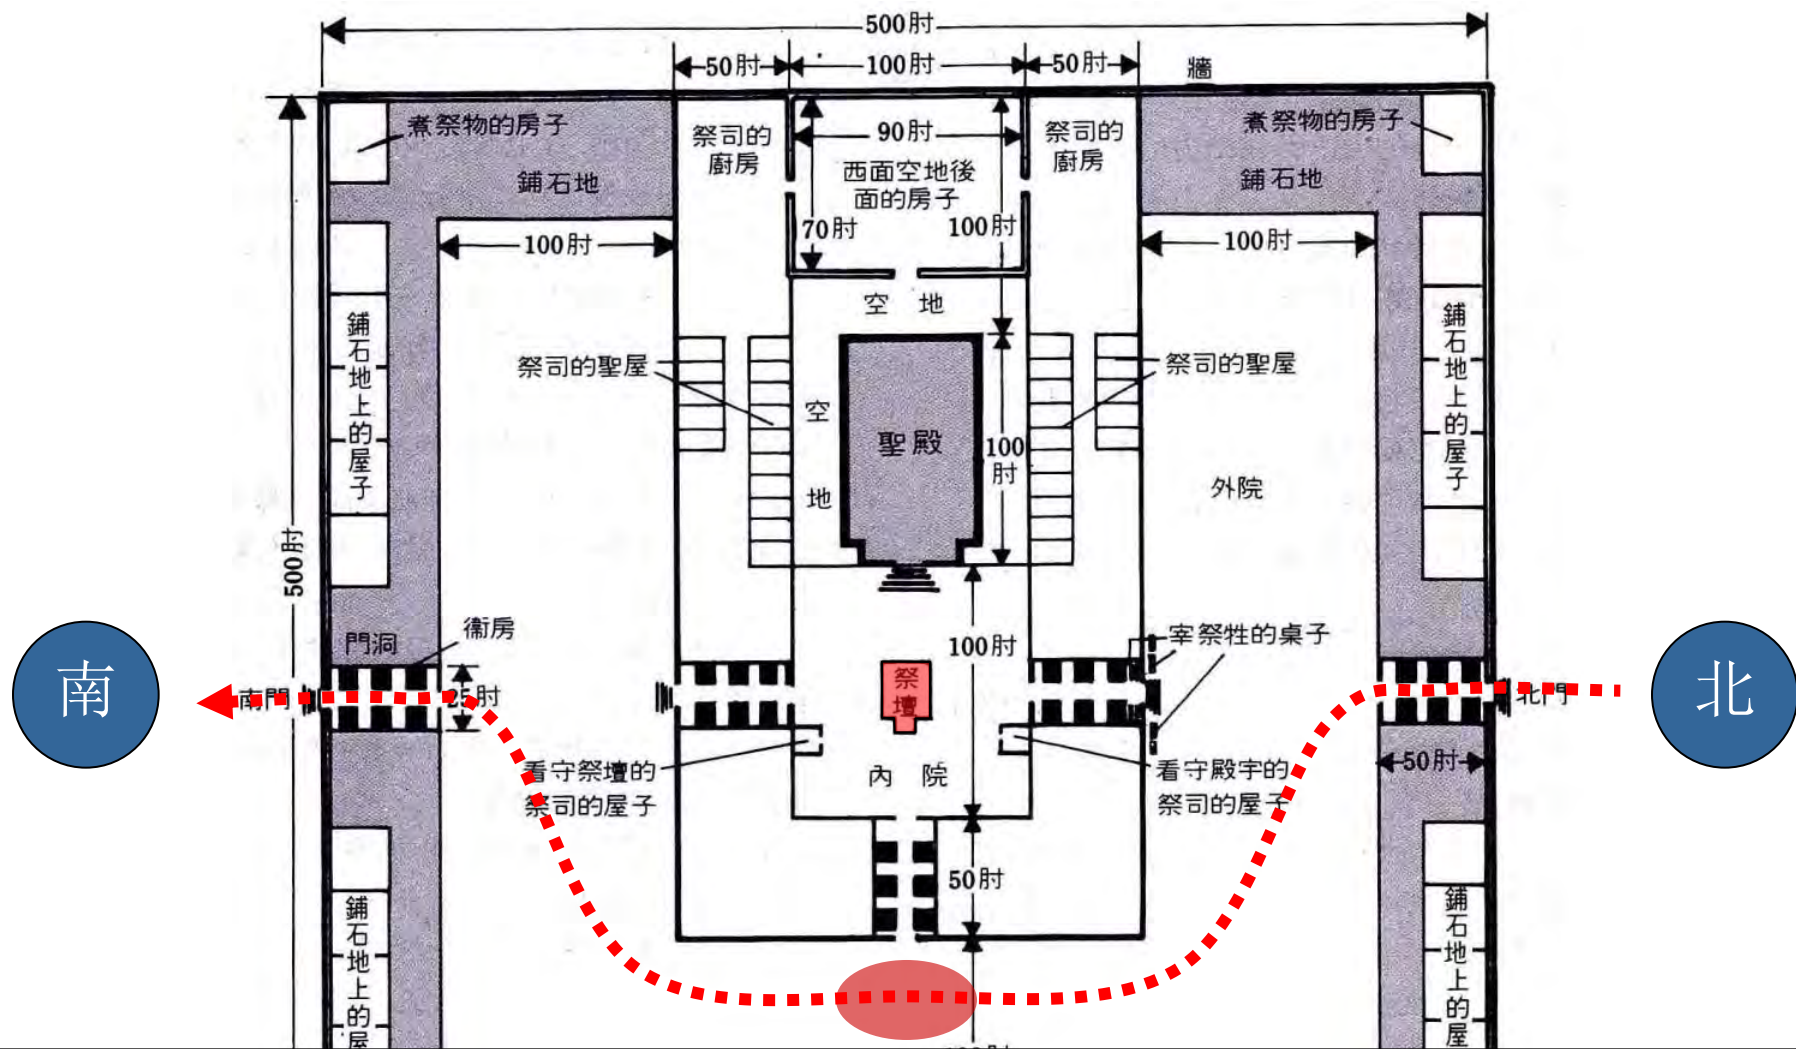 500肘
50肘
100肘
50肘
牆
煮祭物的房子
鋪石地
祭司的
廚房
90肘
西面空地後
面的房子
70肘
100肘
祭司的
廚房
煮祭物的房子
鋪石地
100肘
100肘
空 地
鋪石地上的屋子
祭司的聖屋
空地
聖殿
100
肘
祭司的聖屋
外院
鋪石地上的屋子
500肘
門洞
衞房
100肘
宰祭牲的桌子
南
南門
25肘
祭
壇
北門
北
看守祭壇的
祭司的屋子
內 院
看守殿宇的
祭司的屋子
50肘
50肘
鋪石地上的屋
鋪石地上的屋